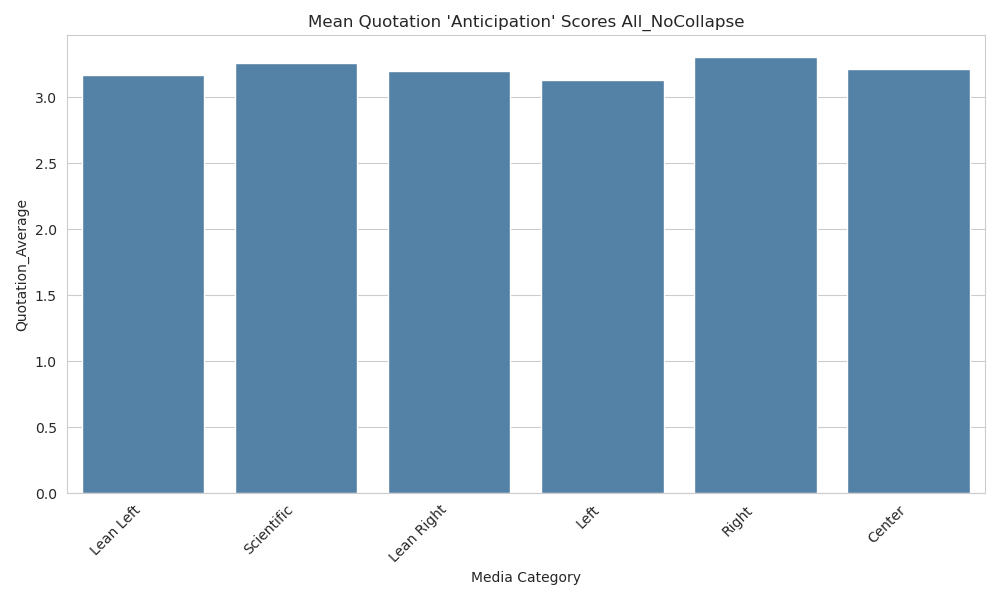 Mean Quotation 'Anticipation' Scores All_NoCollapse
Quotation_Average
3.0
2.5
2.0
1.5
1.0
0.5
0.0
Lean Left
Scientific
Lean Right
Left
Right
Center
Media Category